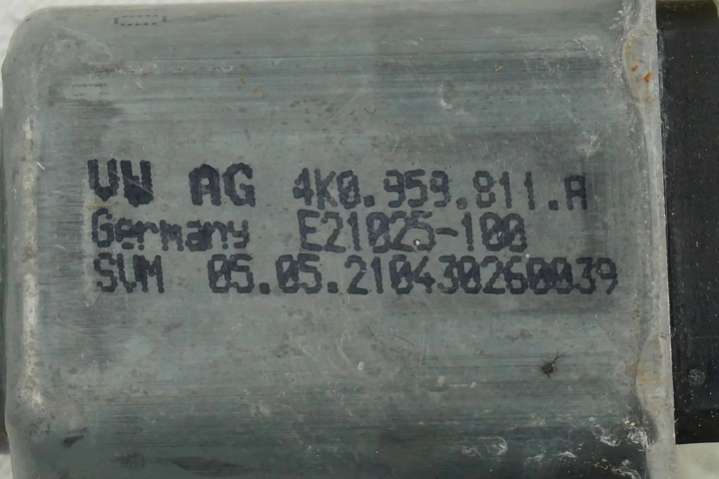 VW AG 4K0.959.811.A
Germany E21025-100
SVM 05.05.210430260039